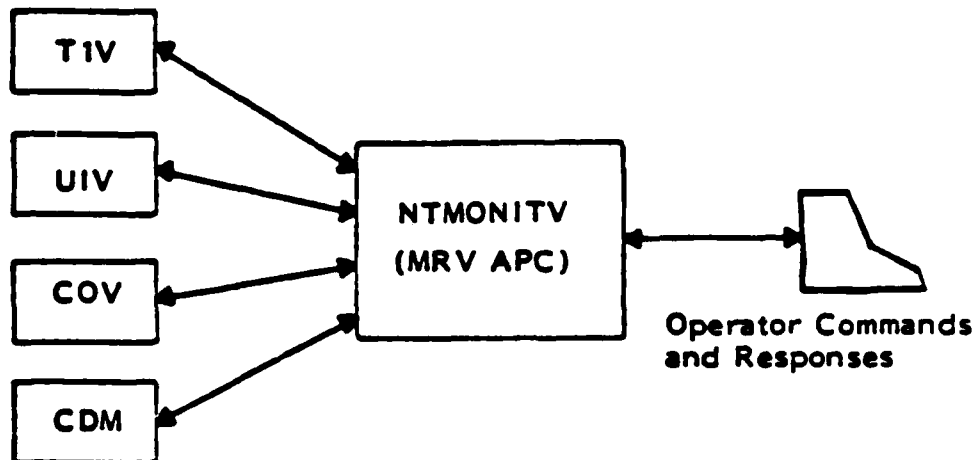 T1V
UIV
COV
CDM
NTMONITV
(MRV APC)
Operator Commands
and Responses